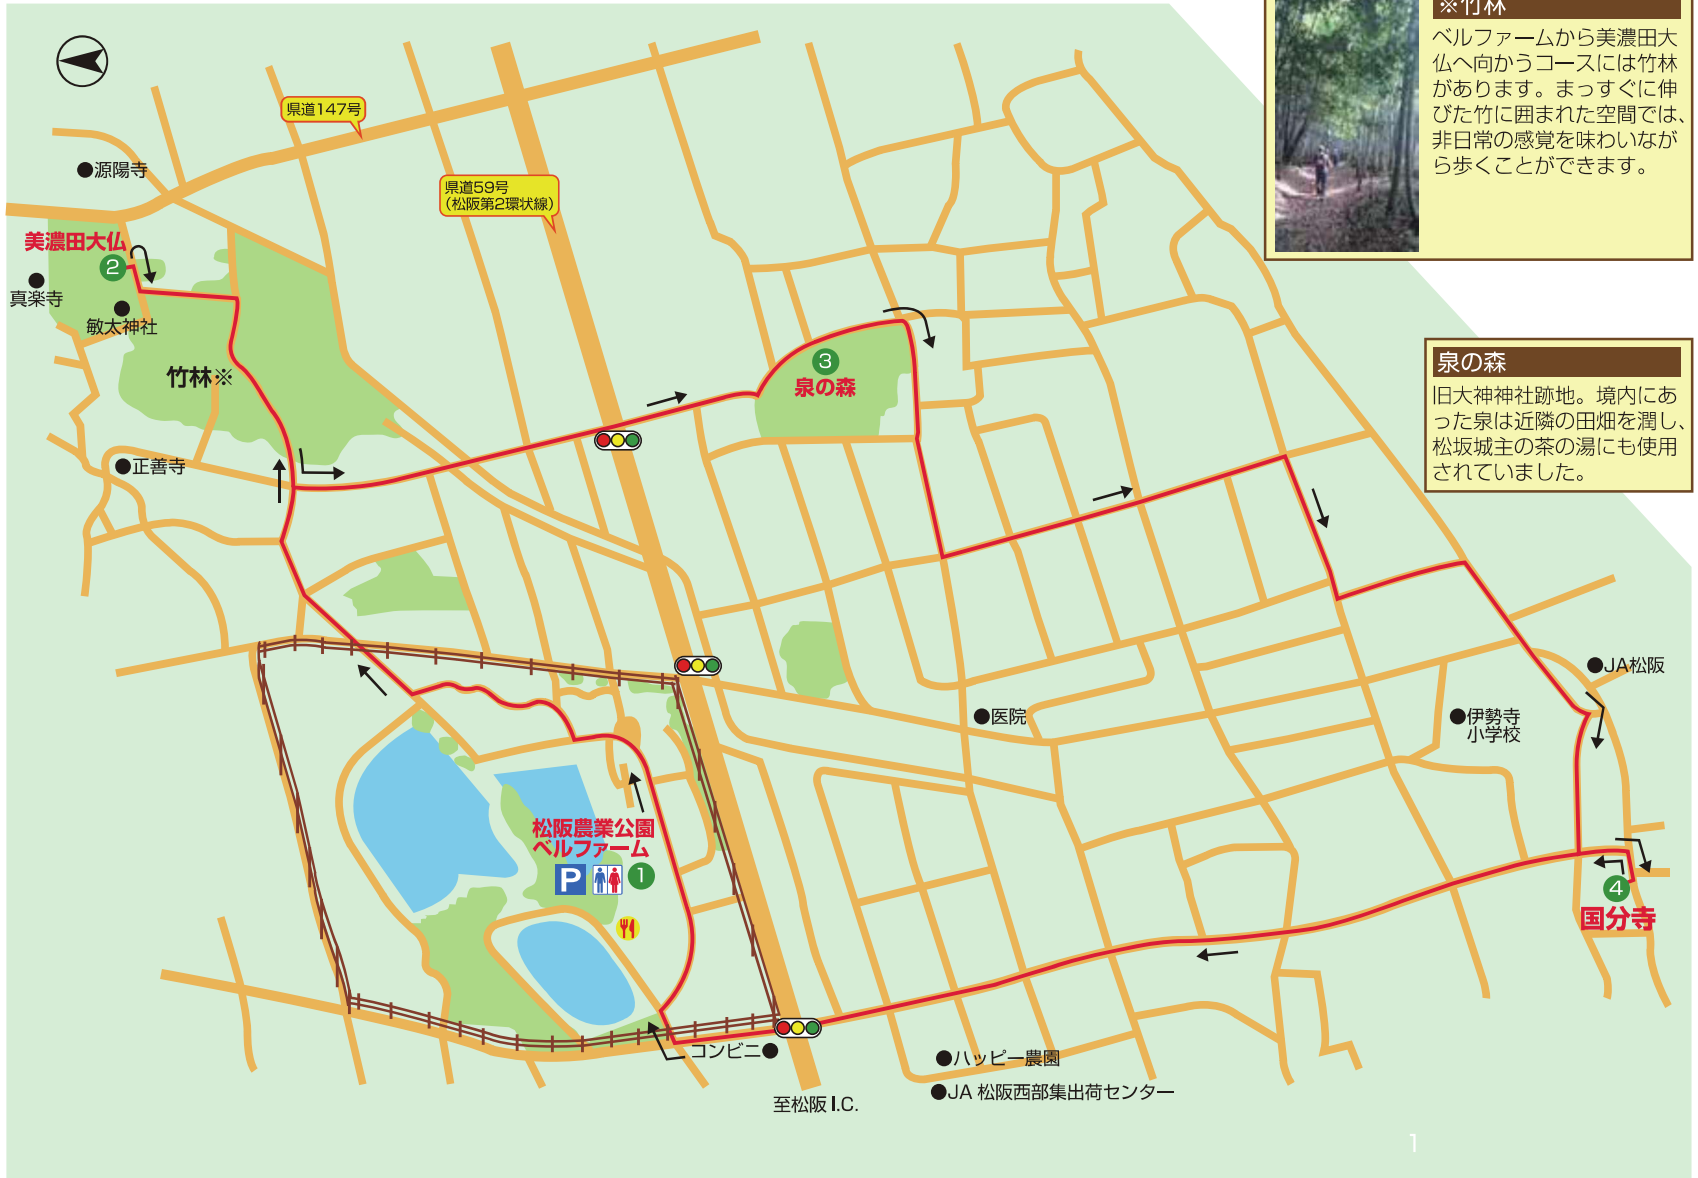 ※竹林
ベルファームから美濃田大
仏へ向かうコースには竹林
があります。まっすぐに伸
びた竹に囲まれた空間では、
非日常の感覚を味わいなが
ら歩くことができます。
県道147号
源陽寺
県道59号
(松阪第2環状線)
美濃田大仏
2
真楽寺
敏太神社
竹林※
正善寺
3
泉の森
泉の森
旧大神神社跡地。境内にあ
った泉は近隣の田畑を潤し、
松坂城主の茶の湯にも使用
されていました。
JA松阪
医院
伊勢寺
小学校
松阪農業公園
ベルファーム
P
1
4
国分寺
コンビニ
ハッピー農園
JA 松阪西部集出荷センター
至松阪 I.C.
1